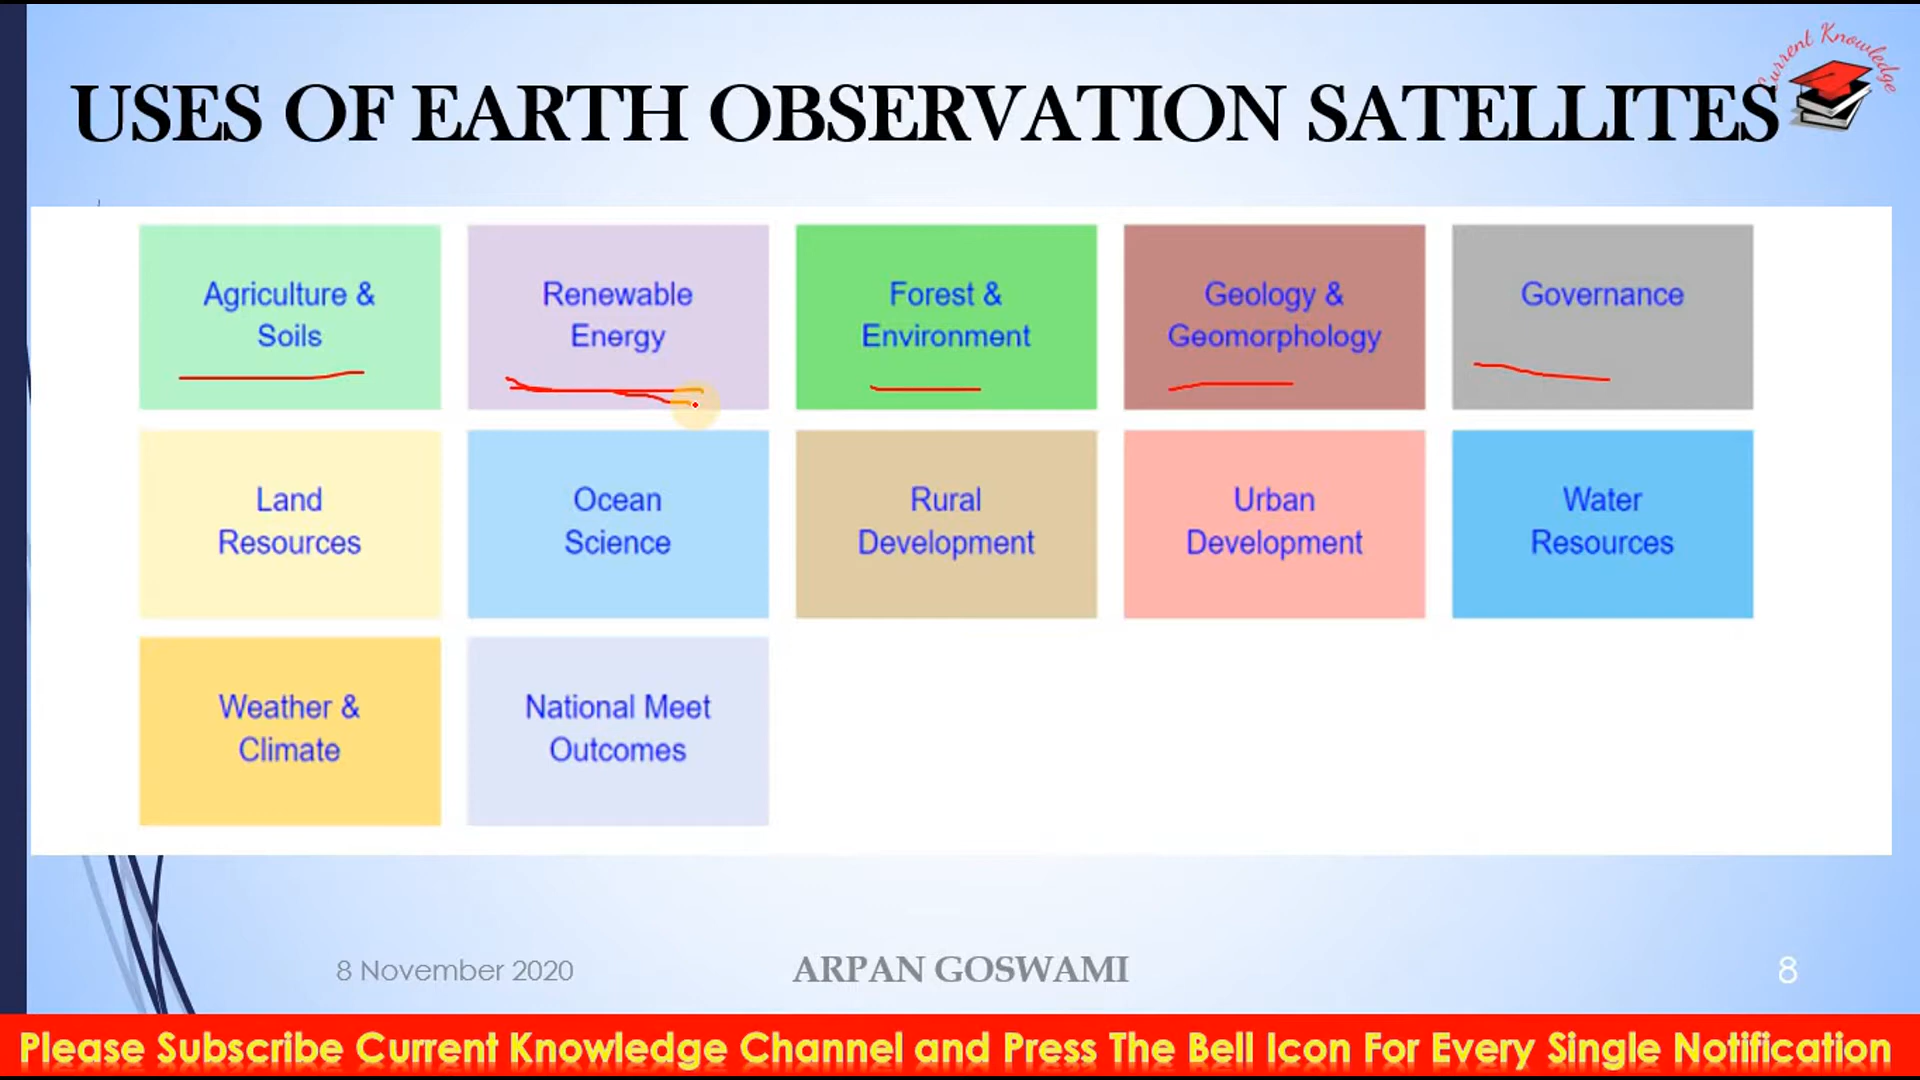 Current Knowledge
USES OF EARTH OBSERVATION SATELLITES
Agriculture &
Soils
Renewable
Energy
Forest &
Environment
Geology &
Geomorphology
Governance
Land
Resources
Ocean
Science
Rural
Development
Urban
Development
Water
Resources
Weather &
Climate
National Meet
Outcomes
8 November 2020
ARPAN GOSWAMI
8
Please Subscribe Current Knowledge Channel and Press The Bell Icon For Every Single Notification